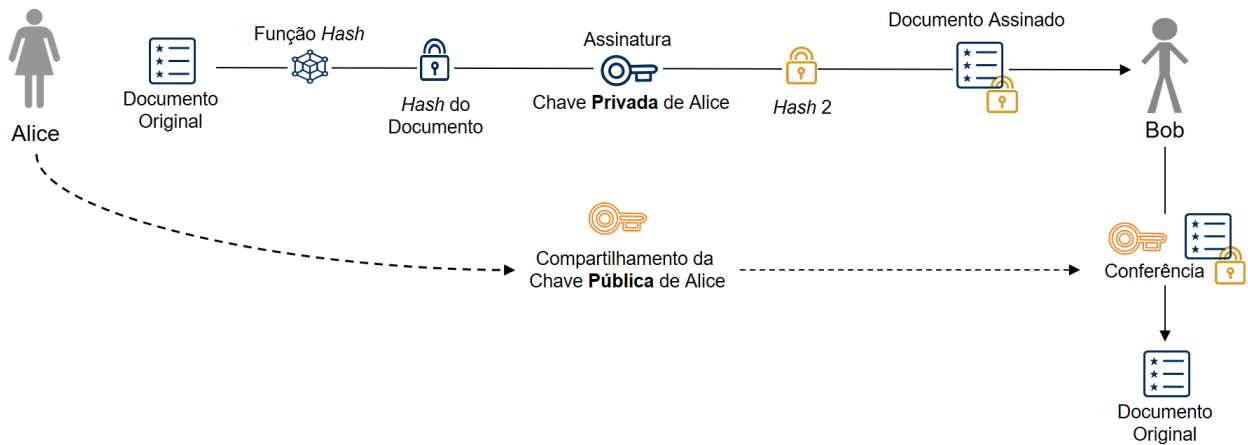 Alice
Documento
Original
Função Hash
Hash do
Documento
Assinatura
Chave Privada de Alice
Hash 2
Documento Assinado
Bob
Compartilhamento da
Chave Pública de Alice
Conferência
Documento
Original